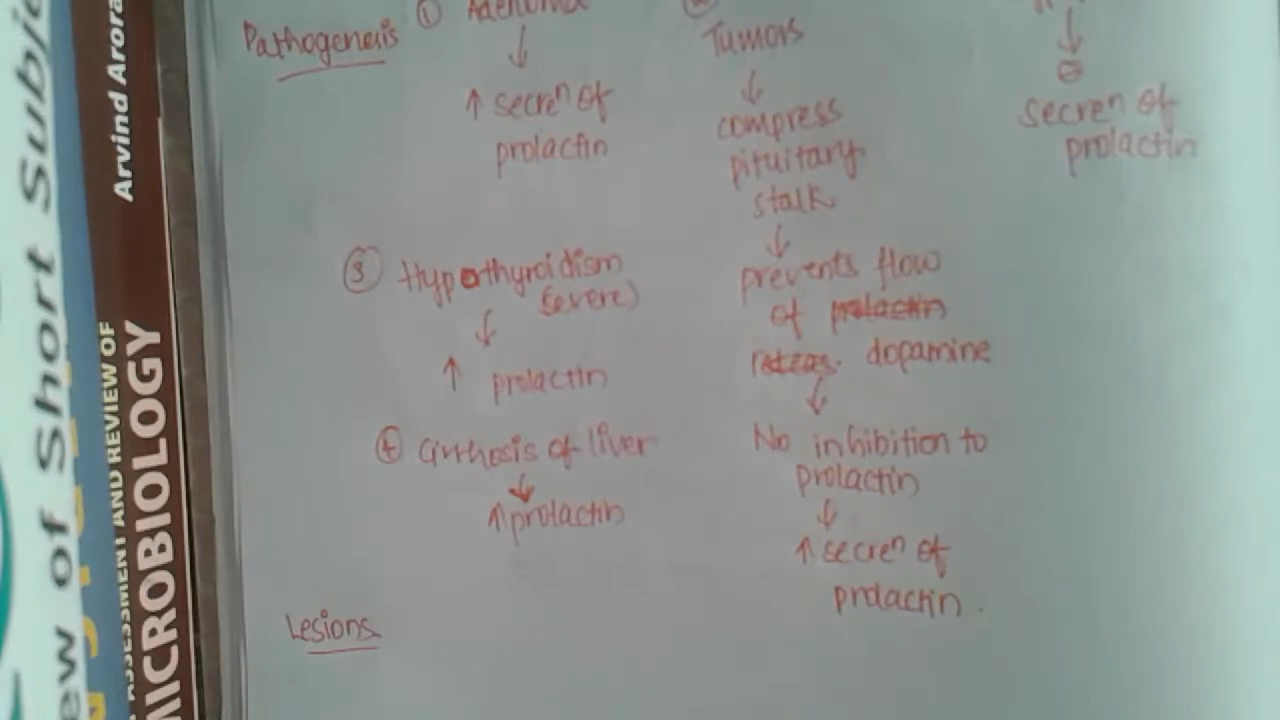 ew of Short Subje
ASSESSMENT AND REVIEW OF
MICROBIOLOGY
Arvind Arora
Pathogenesis
① Adenoma
↓
↑ secreⁿ of
prolactin
③ Hypothyroidism
(severe)
↓
↑ prolactin
④ Cirrhosis of liver
↓
↑ prolactin
Tumors
↓
compress
pituitary
stalk
↓
prevents flow
of prolactin
dopamine
↓
No inhibition to
prolactin
↓
↑ secreⁿ of
prolactin.
↓
⊖
secreⁿ of
prolactin
Lesions